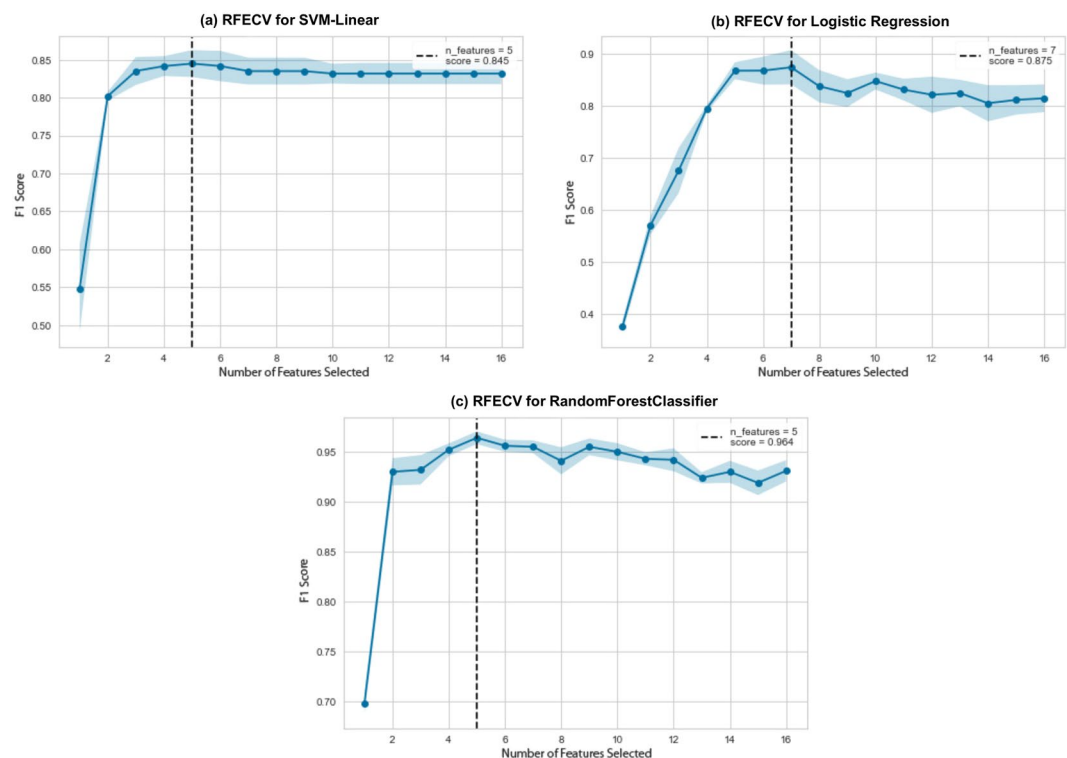 (a) RFECV for SVM-Linear
n_features = 5
score = 0.845
0.85
0.80
0.75
0.70
0.65
0.60
0.55
0.50
F1 Score
2 4 6 8 10 12 14 16
Number of Features Selected
(b) RFECV for Logistic Regression
n_features = 7
score = 0.875
0.9
0.8
0.7
0.6
0.5
0.4
F1 Score
2 4 6 8 10 12 14 16
Number of Features Selected
(c) RFECV for RandomForestClassifier
n_features = 5
score = 0.964
0.95
0.90
0.85
0.80
0.75
0.70
F1 Score
2 4 6 8 10 12 14 16
Number of Features Selected